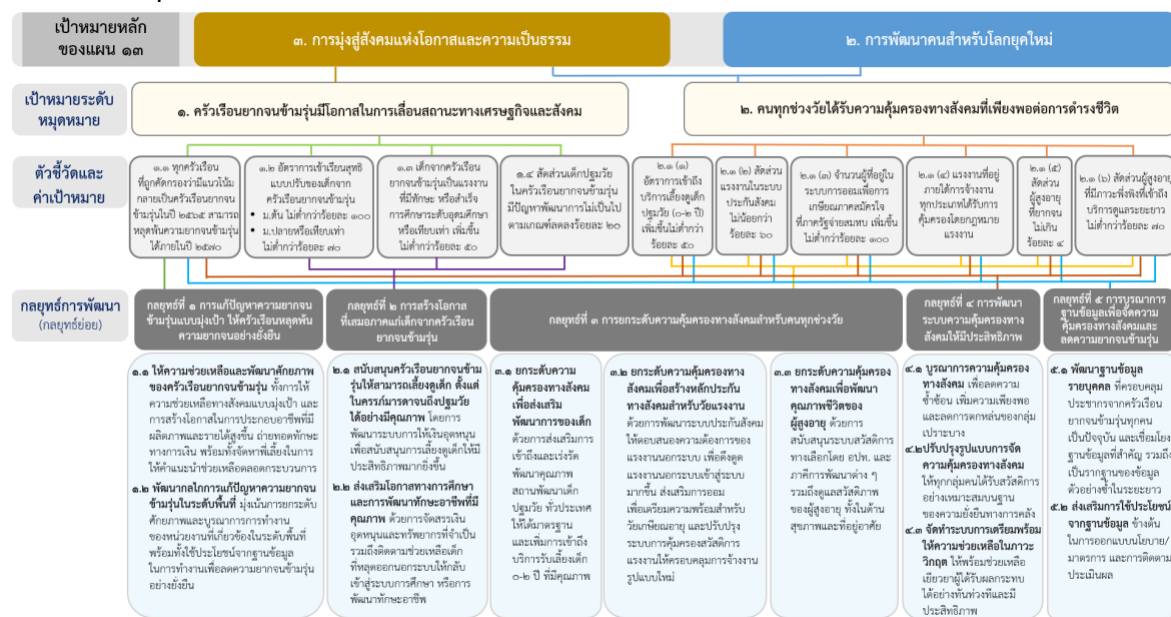 เป้าหมายหลัก
ของแผน ๑๓
๓. การมุ่งสู่สังคมแห่งโอกาสและความเป็นธรรม
๒. การพัฒนาคนสำหรับโลกยุคใหม่
เป้าหมายระดับ
หมุดหมาย
๑. ครัวเรือนยากจนข้ามรุ่นมีโอกาสในการเลื่อนสถานะทางเศรษฐกิจและสังคม
๒. คนทุกช่วงวัยได้รับความคุ้มครองทางสังคมที่เพียงพอต่อการดำรงชีวิต
ตัวชี้วัดและ
ค่าเป้าหมาย
๑.๑ ทุกครัวเรือน
ที่ถูกคัดกรองว่ามีแนวโน้ม
กลายเป็นครัวเรือนยากจน
ข้ามรุ่นในปี ๒๕๖๕ สามารถ
หลุดพ้นความยากจนข้ามรุ่น
ได้ภายในปี ๒๕๗๐
๑.๒ อัตราการเข้าเรียนสุทธิ
แบบปรับของเด็กจาก
ครัวเรือนยากจนข้ามรุ่น
• ม.ต้น ไม่ต่ำกว่าร้อยละ ๑๐๐
• ม.ปลายหรือเทียบเท่า
ไม่ต่ำกว่าร้อยละ ๗๐
๑.๓ เด็กจากครัวเรือน
ยากจนข้ามรุ่นเป็นแรงงาน
ที่มีทักษะ หรือสำเร็จ
การศึกษาระดับอุดมศึกษา
หรือเทียบเท่า เพิ่มขึ้น
ไม่ต่ำกว่าร้อยละ ๕๐
๑.๔ สัดส่วนเด็กปฐมวัย
ในครัวเรือนยากจนข้ามรุ่น
มีปัญหาพัฒนาการไม่เป็นไป
ตามเกณฑ์ลดลงร้อยละ ๒๐
๒.๑ (๑)
อัตราการเข้าถึง
บริการเลี้ยงดูเด็ก
ปฐมวัย (๐-๒ ปี)
เพิ่มขึ้นไม่ต่ำกว่า
ร้อยละ ๕๐
๒.๑ (๒) สัดส่วน
แรงงานในระบบ
ประกันสังคม
ไม่น้อยกว่า
ร้อยละ ๖๐
๒.๑ (๓) จำนวนผู้ที่อยู่ใน
ระบบการออมเพื่อการ
เกษียณภาคสมัครใจ
ที่ภาครัฐจ่ายสมทบ เพิ่มขึ้น
ไม่ต่ำกว่าร้อยละ ๑๐๐
๒.๑ (๔) แรงงานที่อยู่
ภายใต้การจ้างงาน
ทุกประเภทได้รับการ
คุ้มครองโดยกฎหมาย
แรงงาน
๒.๑ (๕)
สัดส่วน
ผู้สูงอายุ
ที่ยากจน
ไม่เกิน
ร้อยละ ๔
๒.๑ (๖) สัดส่วนผู้สูงอายุ
ที่มีภาวะพึ่งพิงที่เข้าถึง
บริการดูแลระยะยาว
ไม่ต่ำกว่าร้อยละ ๗๐
กลยุทธ์การพัฒนา
(กลยุทธ์ย่อย)
กลยุทธ์ที่ ๑ การแก้ปัญหาความยากจน
ข้ามรุ่นแบบมุ่งเป้า ให้ครัวเรือนหลุดพ้น
ความยากจนอย่างยั่งยืน
กลยุทธ์ที่ ๒ การสร้างโอกาส
ที่เสมอภาคแก่เด็กจากครัวเรือน
ยากจนข้ามรุ่น
กลยุทธ์ที่ ๓ การยกระดับความคุ้มครองทางสังคมสำหรับคนทุกช่วงวัย
กลยุทธ์ที่ ๔ การพัฒนา
ระบบความคุ้มครองทาง
สังคมให้มีประสิทธิภาพ
กลยุทธ์ที่ ๕ การบูรณาการ
ฐานข้อมูลเพื่อจัดความ
คุ้มครองทางสังคมและ
ลดความยากจนข้ามรุ่น
๑.๑ ให้ความช่วยเหลือและพัฒนาศักยภาพ
ของครัวเรือนยากจนข้ามรุ่น ทั้งการให้
ความช่วยเหลือทางสังคมแบบมุ่งเป้า และ
การสร้างโอกาสในการประกอบอาชีพที่มี
ผลิตภาพและรายได้สูงขึ้น ถ่ายทอดทักษะ
ทางการเงิน พร้อมทั้งจัดหาพี่เลี้ยงในการ
ให้คำแนะนำช่วยเหลือตลอดกระบวนการ
๑.๒ พัฒนากลไกการแก้ปัญหาความยากจน
ข้ามรุ่นในระดับพื้นที่ มุ่งเน้นการยกระดับ
ศักยภาพและบูรณาการการทำงาน
ของหน่วยงานที่เกี่ยวข้องในระดับพื้นที่
พร้อมทั้งใช้ประโยชน์จากฐานข้อมูล
ในการทำงานเพื่อลดความยากจนข้ามรุ่น
อย่างยั่งยืน
๒.๑ สนับสนุนครัวเรือนยากจนข้าม
รุ่นให้สามารถเลี้ยงดูเด็ก ตั้งแต่
ในครรภ์มารดาจนถึงปฐมวัย
ได้อย่างมีคุณภาพ โดยการ
พัฒนาระบบการให้เงินอุดหนุน
เพื่อสนับสนุนการเลี้ยงดูเด็กให้มี
ประสิทธิภาพมากยิ่งขึ้น
๒.๒ ส่งเสริมโอกาสทางการศึกษา
และการพัฒนาทักษะอาชีพที่มี
คุณภาพ ด้วยการจัดสรรเงิน
อุดหนุนและทรัพยากรที่จำเป็น
รวมถึงติดตามช่วยเหลือเด็ก
ที่หลุดออกนอกระบบให้กลับ
เข้าสู่ระบบการศึกษา หรือการ
พัฒนาทักษะอาชีพ
๓.๑ ยกระดับความ
คุ้มครองทางสังคม
เพื่อส่งเสริม
พัฒนาการของเด็ก
ด้วยการส่งเสริมการ
เข้าถึงและเร่งรัด
พัฒนาคุณภาพ
สถานพัฒนาเด็ก
ปฐมวัย ทั่วประเทศ
ให้ได้มาตรฐาน
และเพิ่มการเข้าถึง
บริการรับเลี้ยงเด็ก
๐-๒ ปี ที่มีคุณภาพ
๓.๒ ยกระดับความคุ้มครองทาง
สังคมเพื่อสร้างหลักประกัน
ทางสังคมสำหรับวัยแรงงาน
ด้วยการพัฒนาระบบประกันสังคม
ให้ตอบสนองความต้องการของ
แรงงานนอกระบบ เพื่อดึงดูด
แรงงานนอกระบบเข้าสู่ระบบ
มากขึ้น ส่งเสริมการออม
เพื่อเตรียมความพร้อมสำหรับ
วัยเกษียณอายุ และปรับปรุง
ระบบการคุ้มครองสวัสดิการ
แรงงานให้ครอบคลุมการจ้างงาน
รูปแบบใหม่
๓.๓ ยกระดับความคุ้มครอง
ทางสังคมเพื่อพัฒนา
คุณภาพชีวิตของ
ผู้สูงอายุ ด้วยการ
สนับสนุนระบบสวัสดิการ
ทางเลือกโดย อปท. และ
ภาคีการพัฒนาต่าง ๆ
รวมถึงดูแลสวัสดิภาพ
ของผู้สูงอายุ ทั้งในด้าน
สุขภาพและที่อยู่อาศัย
๔.๑ บูรณาการความคุ้มครอง
ทางสังคม เพื่อลดความ
ซ้ำซ้อน เพิ่มความเพียงพอ
และลดการตกหล่นของกลุ่ม
เปราะบาง
๔.๒ปรับปรุงรูปแบบการจัด
ความคุ้มครองทางสังคม
ให้ทุกกลุ่มคนได้รับสวัสดิการ
อย่างเหมาะสมบนฐาน
ของความยั่งยืนทางการคลัง
๔.๓ จัดทำระบบการเตรียมพร้อม
ให้ความช่วยเหลือในภาวะ
วิกฤต ให้พร้อมช่วยเหลือ
เยียวยาผู้ได้รับผลกระทบ
ได้อย่างทันท่วงทีและมี
ประสิทธิภาพ
๕.๑ พัฒนาฐานข้อมูล
รายบุคคล ที่ครอบคลุม
ประชากรจากครัวเรือน
ยากจนข้ามรุ่นทุกคน
เป็นปัจจุบัน และเชื่อมโยง
ฐานข้อมูลที่สำคัญ รวมถึง
เป็นรากฐานของข้อมูล
ตัวอย่างซ้ำในระยะยาว
๕.๒ ส่งเสริมการใช้ประโยชน์
จากฐานข้อมูล ข้างต้น
ในการออกแบบนโยบาย/
มาตรการ และการติดตาม
ประเมินผล